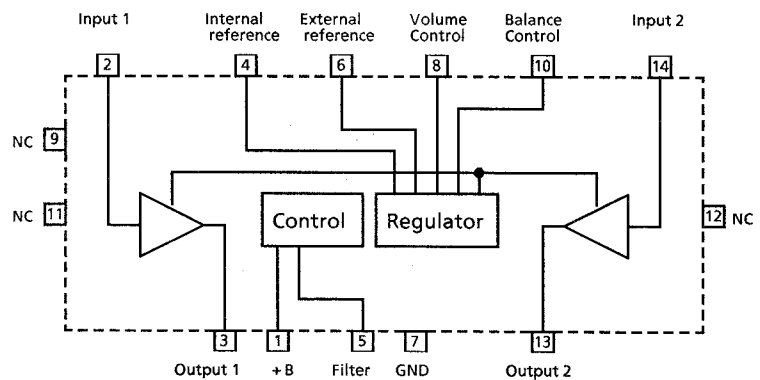 Input 1
Internal
reference
External
reference
Volume
Control
Balance
Control
Input 2
2
4
6
8
10
14
NC 9
NC 11
Control
Regulator
12 NC
3
1
5
7
13
Output 1
+B
Filter
GND
Output 2